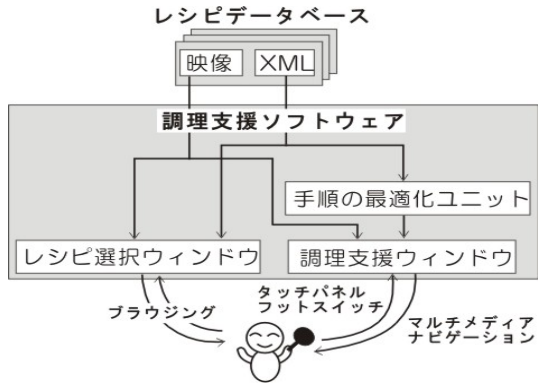 レシピデータベース
映像
XML
調理支援ソフトウェア
手順の最適化ユニット
レシピ選択ウィンドウ
調理支援ウィンドウ
ブラウジング
タッチパネル
フットスイッチ
マルチメディア
ナビゲーション